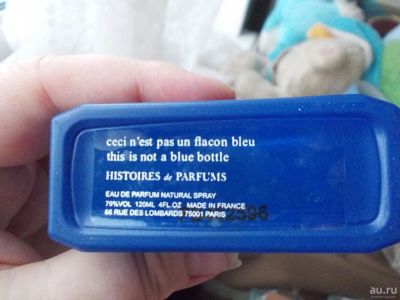 ceci n'est pas un flacon bleu
this is not a blue bottle
HISTOIRES de PARFUMS
EAU DE PARFUM NATURAL SPRAY
79%VOL 120ML 4FL.OZ MADE IN FRANCE
66 RUE DES LOMBARDS 75001 PARIS
au.ru